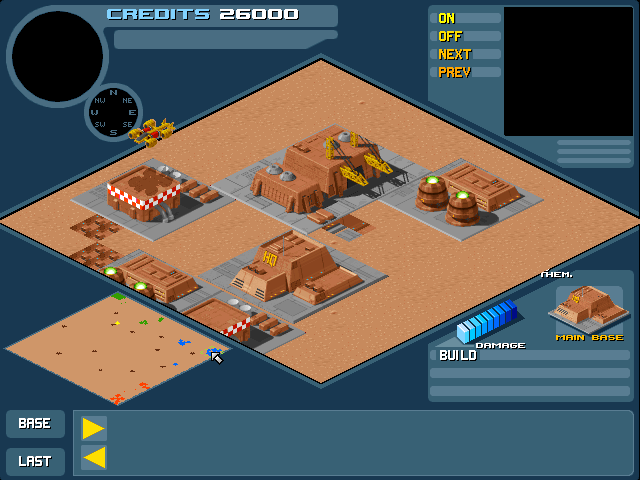 CREDITS 26000
ON
OFF
NEXT
PREV
N
NW NE
W E
SW SE
S
HQ
THEM.
DAMAGE
MAIN BASE
BUILD
BASE
LAST